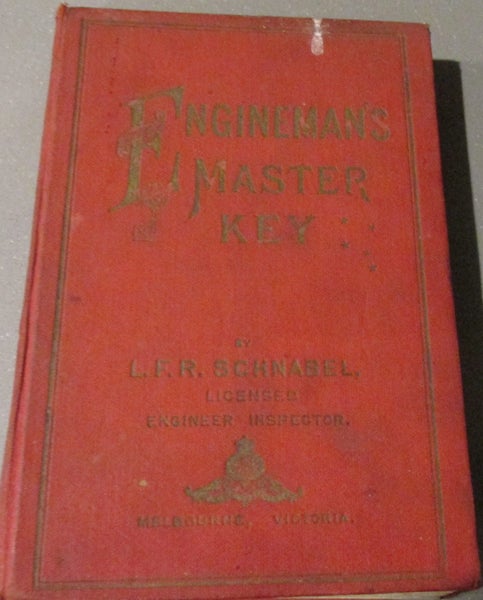 ENGINEMAN'S
MASTER
KEY
BY
L.F.R. SCHNABEL,
LICENSED
ENGINEER INSPECTOR.
MELBOURNE, VICTORIA.